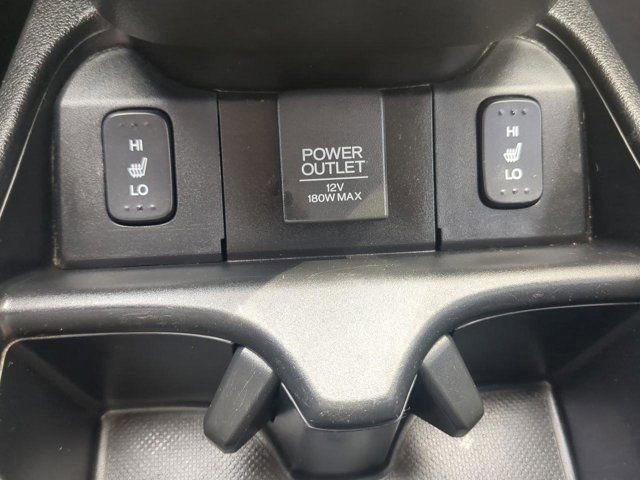 HI
LO
POWER
OUTLET
12V
180W MAX
HI
LO